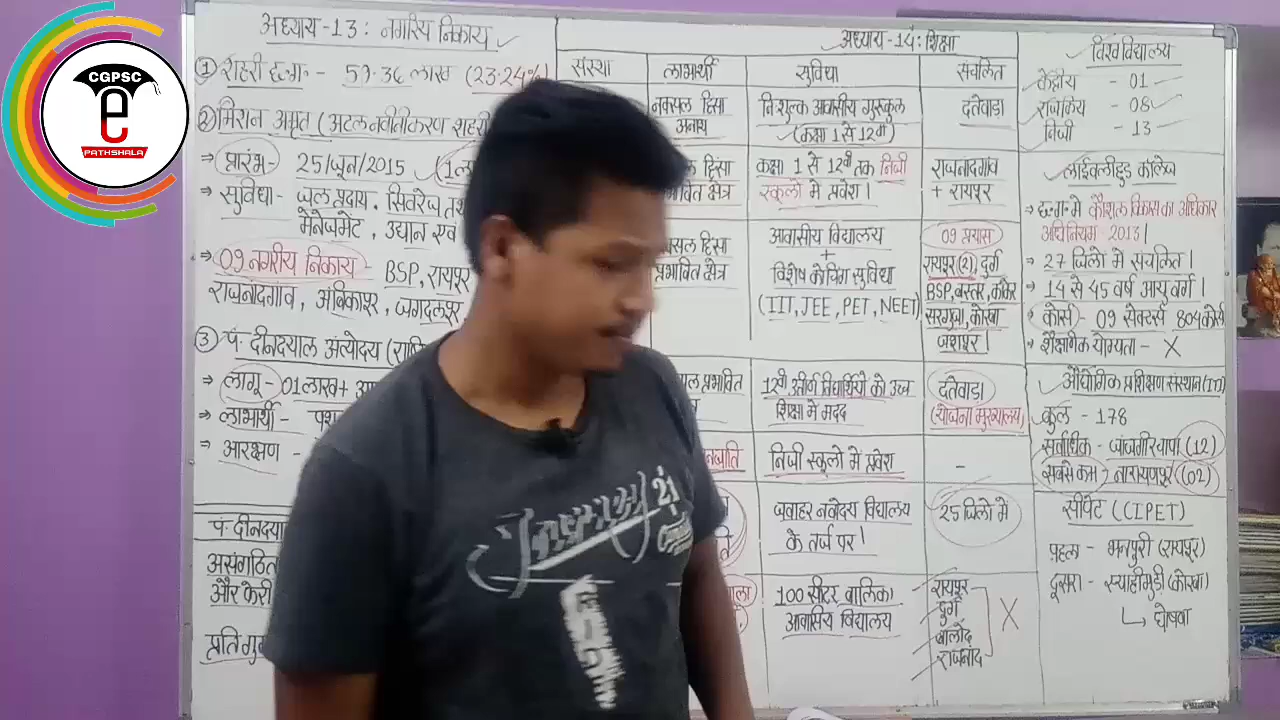 CGPSC
e
PATHSHALA
अध्याय-13: नगरिय निकाय
① शहरी छ.ग. - 59.36 लाख (23.24%)
② मिशन अमृत (अटल नवीनीकरण शहरी
⇒ प्रारंभ - 25/जून/2015
⇒ सुविधा- जल प्रदाय, सिवरेज
मेनेजमेंट, उद्यान एवं
⇒ 09 नगरीय निकाय - BSP, रायपुर
राजनांदगांव, अंबिकापुर, जगदलपुर
③ पं. दीनदयाल अंत्योदय
⇒ लागू - 01 लाख+
⇒ लाभार्थी -
⇒ आरक्षण -
पं. दीनदया
असंगठित
और केरी
अध्याय-14: शिक्षा
संस्था लाभार्थी सुविधा संचलित
नक्सल हिंसा
अनाथ
निःशुल्क आवासीय गुरुकुल
(कक्षा 1 से 12वी)
दंतेवाड़ा
हिंसा
प्रभावित क्षेत्र
कक्षा 1 से 12वी तक निजी
स्कूलो मे प्रवेश।
राजनांदगांव
+ रायपुर
नक्सल हिंसा
प्रभावित क्षेत्र
आवासीय विद्यालय
+
विशेष कोचिंग सुविधा
(IIT, JEE, PET, NEET)
09 प्रयास
रायपुर (2), दुर्ग
BSP, बस्तर, कांकेर
सरगुजा, कोरबा
जशपुर।
प्रभावित
12वी उत्तीर्ण विद्यार्थियो को उच्च
शिक्षा मे मदद
दंतेवाड़ा
(योजना मुख्यालय)
जनजाति
निजी स्कूलो मे प्रवेश
-
जवाहर नवोदय विद्यालय
के तर्ज पर।
25 जिलो मे
100 सीटर बालिका
आवासिय विद्यालय
रायपुर
दुर्ग
बालोद
राजनांद
X
विश्वविद्यालय
केंद्रीय - 01
राजकिय - 08
निजी - 13
लाईवलीहुड कॉलेज
⇒ छ.ग. मे कौशल विकास का अधिकार
अधिनियम 2013।
⇒ 27 जिलो मे संचलित।
⇒ 14 से 45 वर्ष आयु वर्ग।
⇒ कोर्स - 09 सेक्टर्स 804 कोर्स
⇒ शैक्षणिक योग्यता - X
औद्योगिक प्रशिक्षण संस्थान (ITI)
कुल - 178
सर्वाधिक - जांजगीर चांपा (12)
सबसे कम - नारायणपुर (02)
सीपेट (CIPET)
पहला - भनपुरी (रायपुर)
दूसरा - स्याहीमुड़ी (कोरबा)
↳ घोषणा